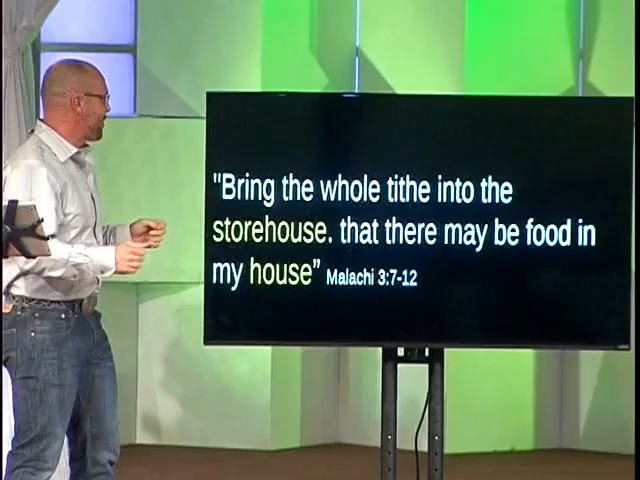 "Bring the whole tithe into the
storehouse. that there may be food in
my house” Malachi 3:7-12